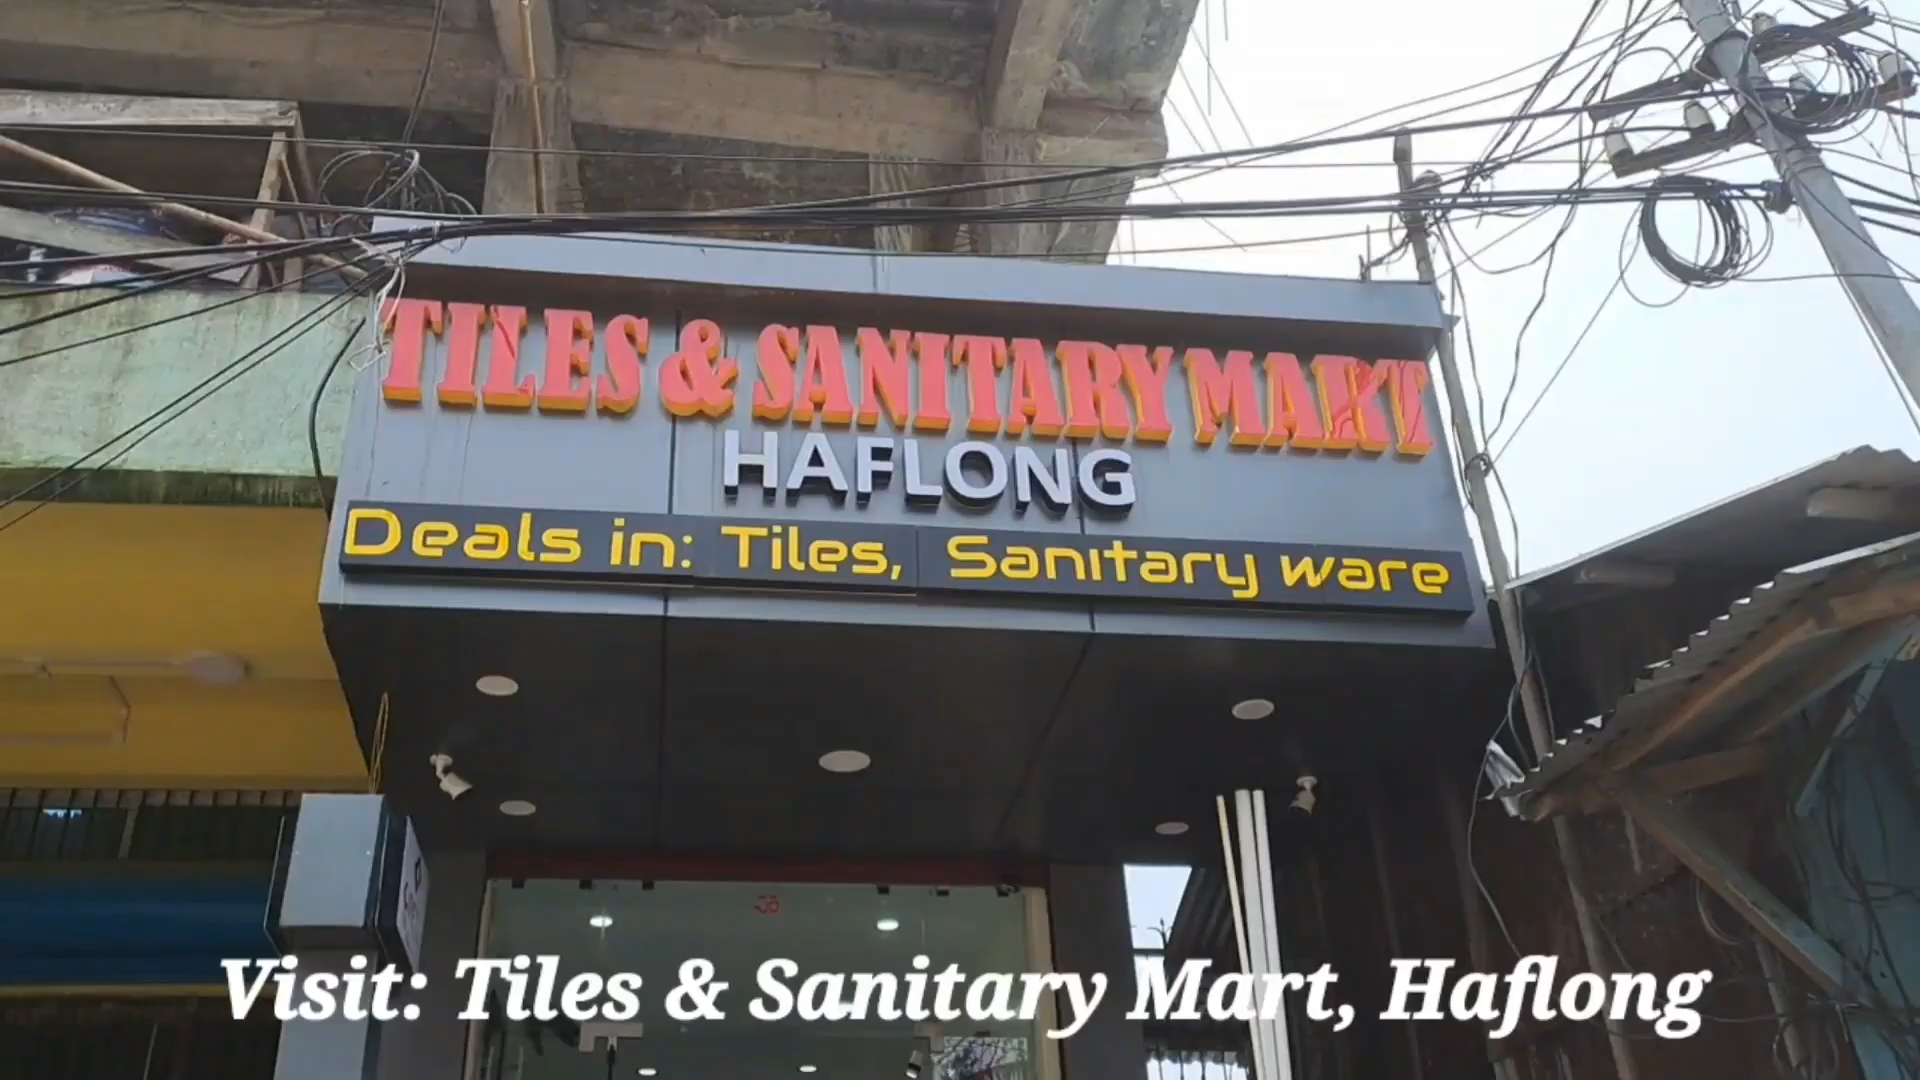 TILES & SANITARY MART
HAFLONG
Deals in: Tiles, Sanitary ware
Visit: Tiles & Sanitary Mart, Haflong